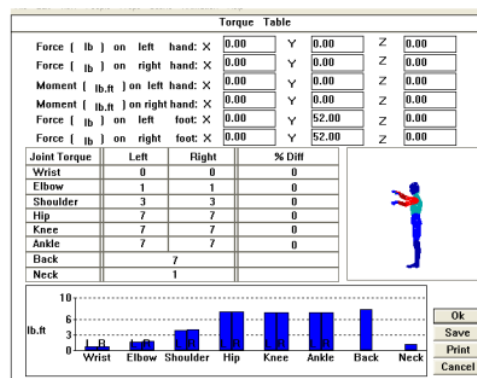 Torque Table
Force ( lb ) on left hand: X 0.00 Y 0.00 Z 0.00
Force ( lb ) on right hand: X 0.00 Y 0.00 Z 0.00
Moment ( lb.ft ) on left hand: X 0.00 Y 0.00 Z 0.00
Moment ( lb.ft ) on right hand: X 0.00 Y 0.00 Z 0.00
Force ( lb ) on left foot: X 0.00 Y 52.00 Z 0.00
Force ( lb ) on right foot: X 0.00 Y 52.00 Z 0.00
Joint Torque Left Right % Diff
Wrist 0 0 0
Elbow 1 1 0
Shoulder 3 3 0
Hip 7 7 0
Knee 7 7 0
Ankle 7 7 0
Back 7
Neck 1
10
6
lb.ft
3
0
L R L R L R L R L R L R
Wrist Elbow Shoulder Hip Knee Ankle Back Neck
Ok
Save
Print
Cancel